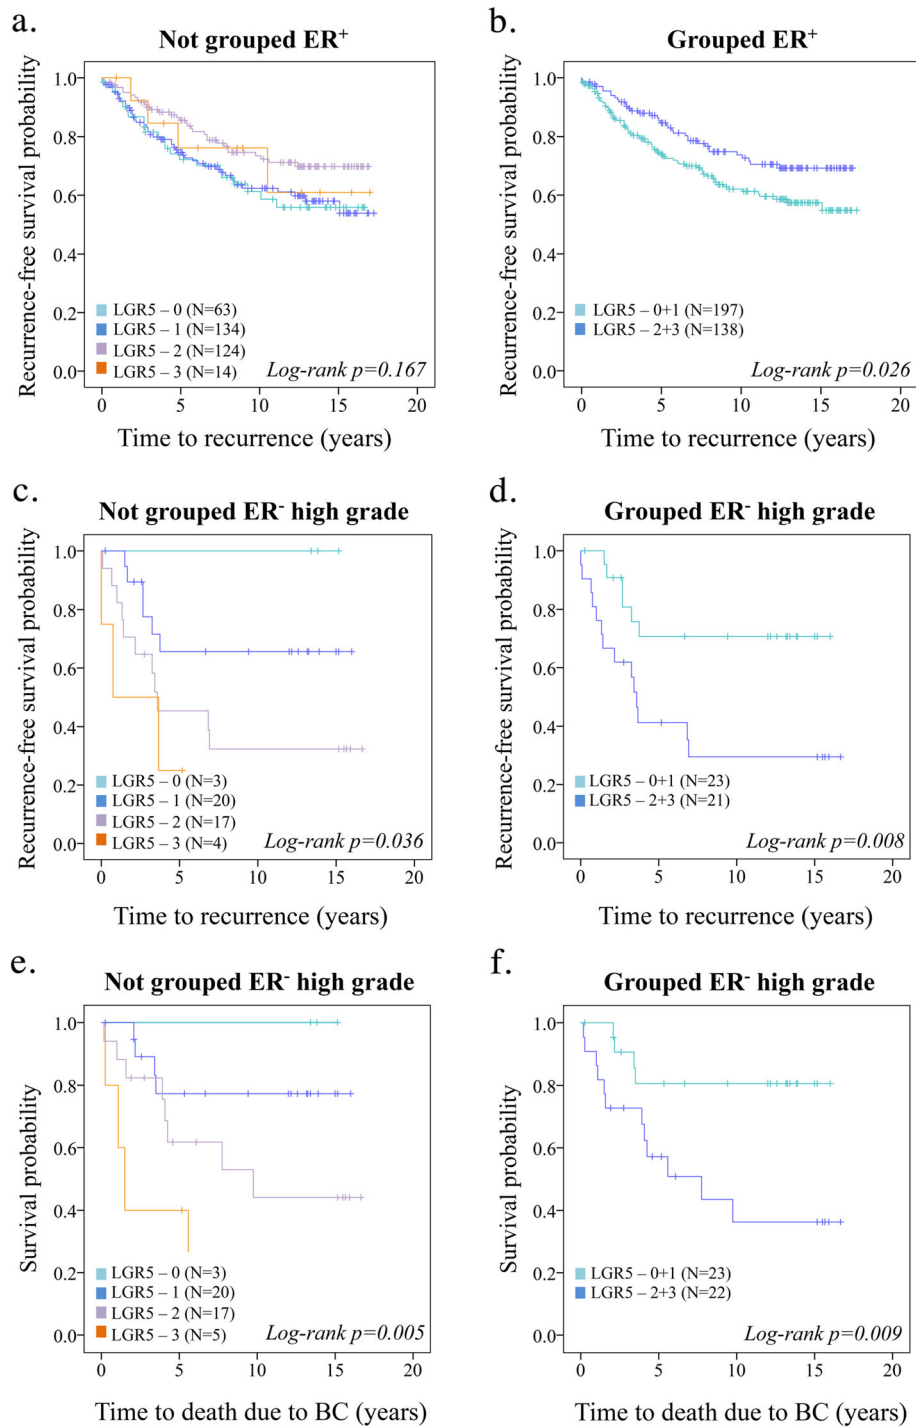 a.
Not grouped ER⁺
Recurrence-free survival probability
1.0
0.8
0.6
0.4
0.2
0.0
LGR5 – 0 (N=63)
LGR5 – 1 (N=134)
LGR5 – 2 (N=124)
LGR5 – 3 (N=14)
Log-rank p=0.167
0 5 10 15 20
Time to recurrence (years)
b.
Grouped ER⁺
Recurrence-free survival probability
1.0
0.8
0.6
0.4
0.2
0.0
LGR5 – 0+1 (N=197)
LGR5 – 2+3 (N=138)
Log-rank p=0.026
0 5 10 15 20
Time to recurrence (years)
c.
Not grouped ER⁻ high grade
Recurrence-free survival probability
1.0
0.8
0.6
0.4
0.2
0.0
LGR5 – 0 (N=3)
LGR5 – 1 (N=20)
LGR5 – 2 (N=17)
LGR5 – 3 (N=4)
Log-rank p=0.036
0 5 10 15 20
Time to recurrence (years)
d.
Grouped ER⁻ high grade
Recurrence-free survival probability
1.0
0.8
0.6
0.4
0.2
0.0
LGR5 – 0+1 (N=23)
LGR5 – 2+3 (N=21)
Log-rank p=0.008
0 5 10 15 20
Time to recurrence (years)
e.
Not grouped ER⁻ high grade
Survival probability
1.0
0.8
0.6
0.4
0.2
0.0
LGR5 – 0 (N=3)
LGR5 – 1 (N=20)
LGR5 – 2 (N=17)
LGR5 – 3 (N=5)
Log-rank p=0.005
0 5 10 15 20
Time to death due to BC (years)
f.
Grouped ER⁻ high grade
Survival probability
1.0
0.8
0.6
0.4
0.2
0.0
LGR5 – 0+1 (N=23)
LGR5 – 2+3 (N=22)
Log-rank p=0.009
0 5 10 15 20
Time to death due to BC (years)